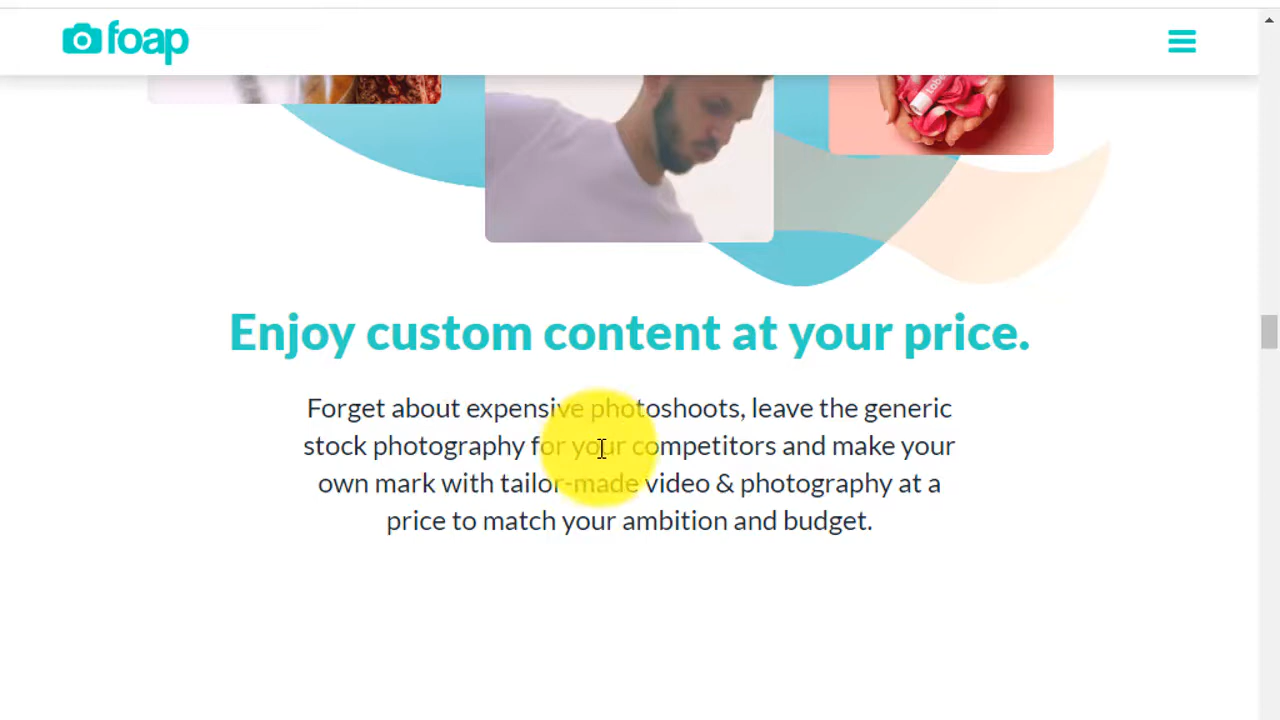 foap
Enjoy custom content at your price.
Forget about expensive photoshoots, leave the generic
stock photography for your competitors and make your
own mark with tailor-made video & photography at a
price to match your ambition and budget.